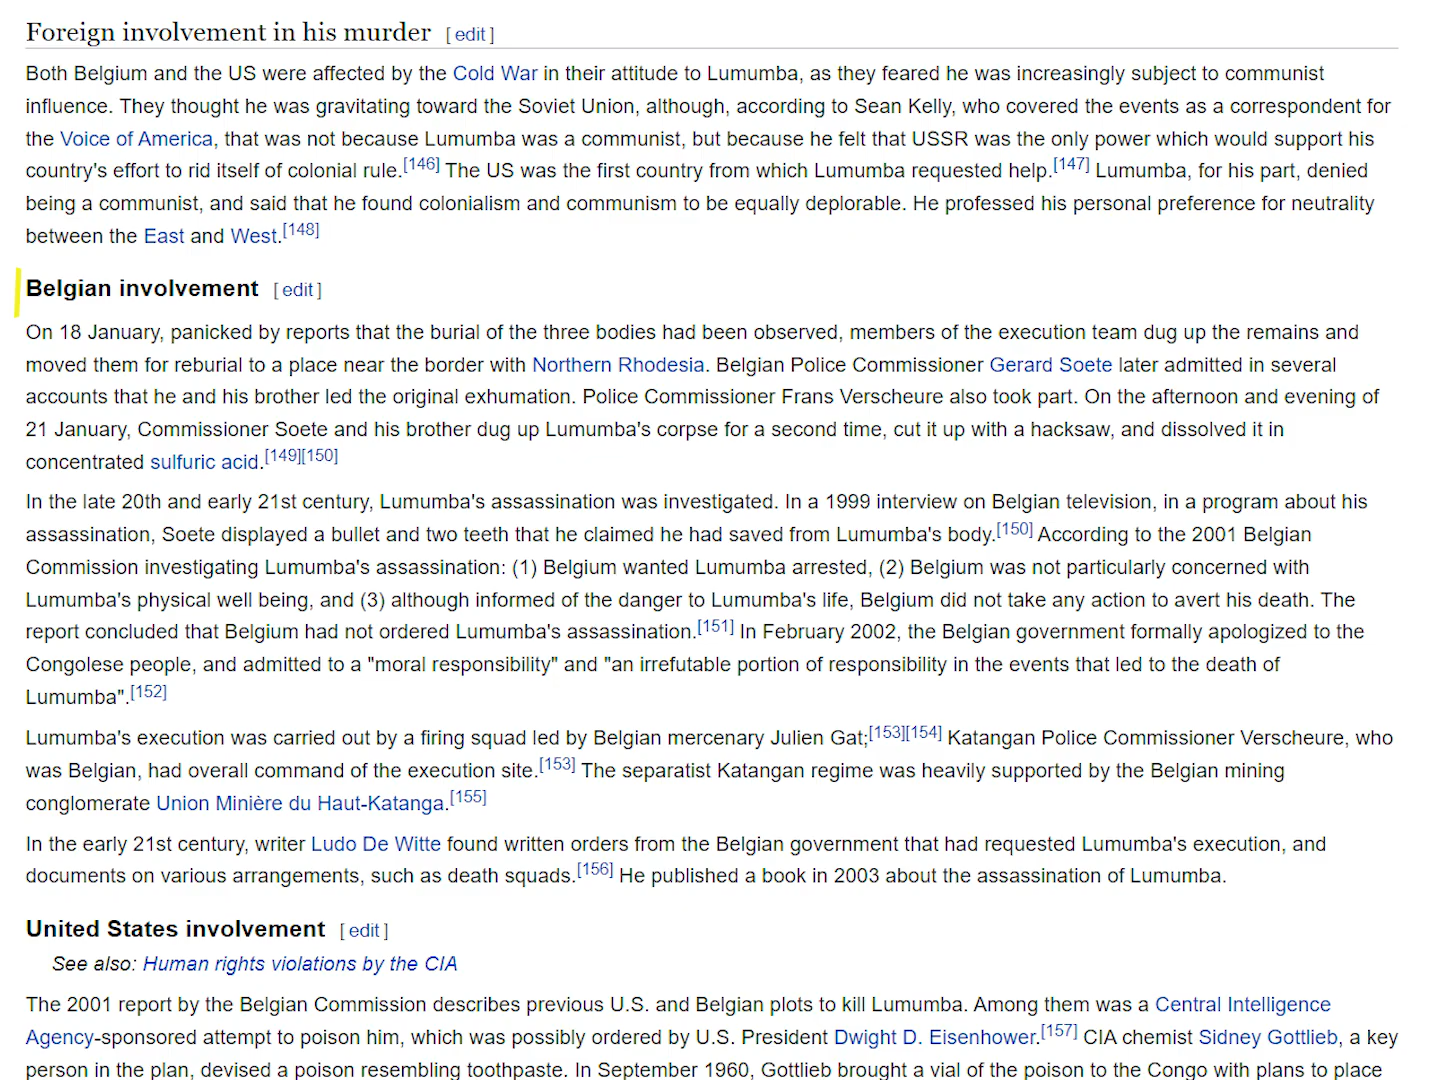 Foreign involvement in his murder [ edit ]
Both Belgium and the US were affected by the Cold War in their attitude to Lumumba, as they feared he was increasingly subject to communist
influence. They thought he was gravitating toward the Soviet Union, although, according to Sean Kelly, who covered the events as a correspondent for
the Voice of America, that was not because Lumumba was a communist, but because he felt that USSR was the only power which would support his
country's effort to rid itself of colonial rule.[146] The US was the first country from which Lumumba requested help.[147] Lumumba, for his part, denied
being a communist, and said that he found colonialism and communism to be equally deplorable. He professed his personal preference for neutrality
between the East and West.[148]
Belgian involvement [ edit ]
On 18 January, panicked by reports that the burial of the three bodies had been observed, members of the execution team dug up the remains and
moved them for reburial to a place near the border with Northern Rhodesia. Belgian Police Commissioner Gerard Soete later admitted in several
accounts that he and his brother led the original exhumation. Police Commissioner Frans Verscheure also took part. On the afternoon and evening of
21 January, Commissioner Soete and his brother dug up Lumumba's corpse for a second time, cut it up with a hacksaw, and dissolved it in
concentrated sulfuric acid.[149][150]
In the late 20th and early 21st century, Lumumba's assassination was investigated. In a 1999 interview on Belgian television, in a program about his
assassination, Soete displayed a bullet and two teeth that he claimed he had saved from Lumumba's body.[150] According to the 2001 Belgian
Commission investigating Lumumba's assassination: (1) Belgium wanted Lumumba arrested, (2) Belgium was not particularly concerned with
Lumumba's physical well being, and (3) although informed of the danger to Lumumba's life, Belgium did not take any action to avert his death. The
report concluded that Belgium had not ordered Lumumba's assassination.[151] In February 2002, the Belgian government formally apologized to the
Congolese people, and admitted to a "moral responsibility" and "an irrefutable portion of responsibility in the events that led to the death of
Lumumba".[152]
Lumumba's execution was carried out by a firing squad led by Belgian mercenary Julien Gat;[153][154] Katangan Police Commissioner Verscheure, who
was Belgian, had overall command of the execution site.[153] The separatist Katangan regime was heavily supported by the Belgian mining
conglomerate Union Minière du Haut-Katanga.[155]
In the early 21st century, writer Ludo De Witte found written orders from the Belgian government that had requested Lumumba's execution, and
documents on various arrangements, such as death squads.[156] He published a book in 2003 about the assassination of Lumumba.
United States involvement [ edit ]
See also: Human rights violations by the CIA
The 2001 report by the Belgian Commission describes previous U.S. and Belgian plots to kill Lumumba. Among them was a Central Intelligence
Agency-sponsored attempt to poison him, which was possibly ordered by U.S. President Dwight D. Eisenhower.[157] CIA chemist Sidney Gottlieb, a key
person in the plan, devised a poison resembling toothpaste. In September 1960, Gottlieb brought a vial of the poison to the Congo with plans to place